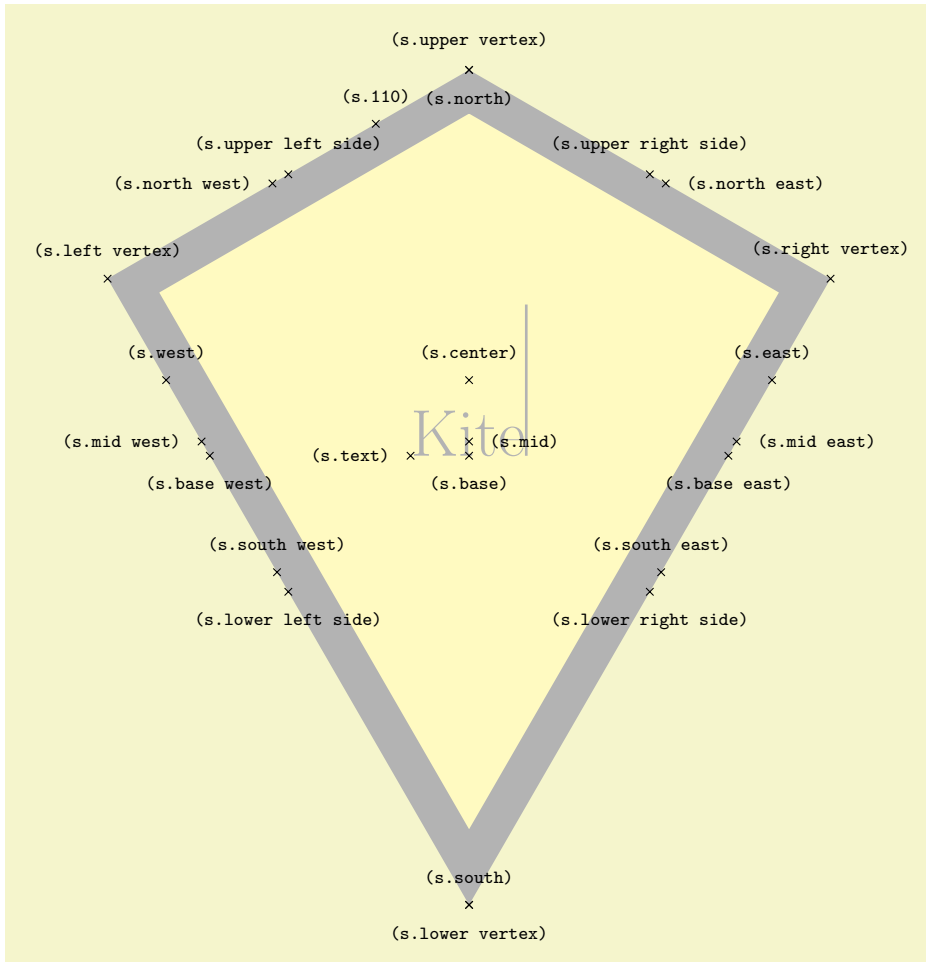 (s.upper vertex)
(s.110) (s.north)
(s.upper left side) (s.upper right side)
(s.north west) (s.north east)
(s.left vertex) (s.right vertex)
(s.west) (s.center) (s.east)
Kite
(s.mid west) (s.mid) (s.mid east)
(s.text)
(s.base west) (s.base) (s.base east)
(s.south west) (s.south east)
(s.lower left side) (s.lower right side)
(s.south)
(s.lower vertex)